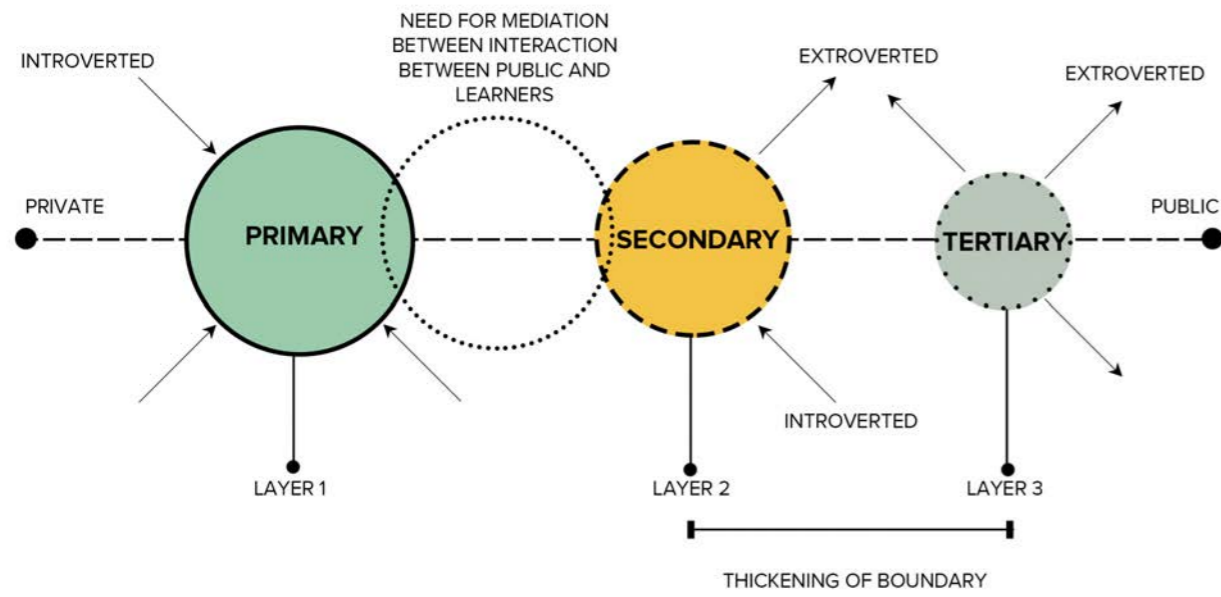 NEED FOR MEDIATION
BETWEEN INTERACTION
BETWEEN PUBLIC AND
LEARNERS
INTROVERTED
EXTROVERTED
EXTROVERTED
PRIVATE
PRIMARY
SECONDARY
TERTIARY
PUBLIC
INTROVERTED
LAYER 1
LAYER 2
LAYER 3
THICKENING OF BOUNDARY